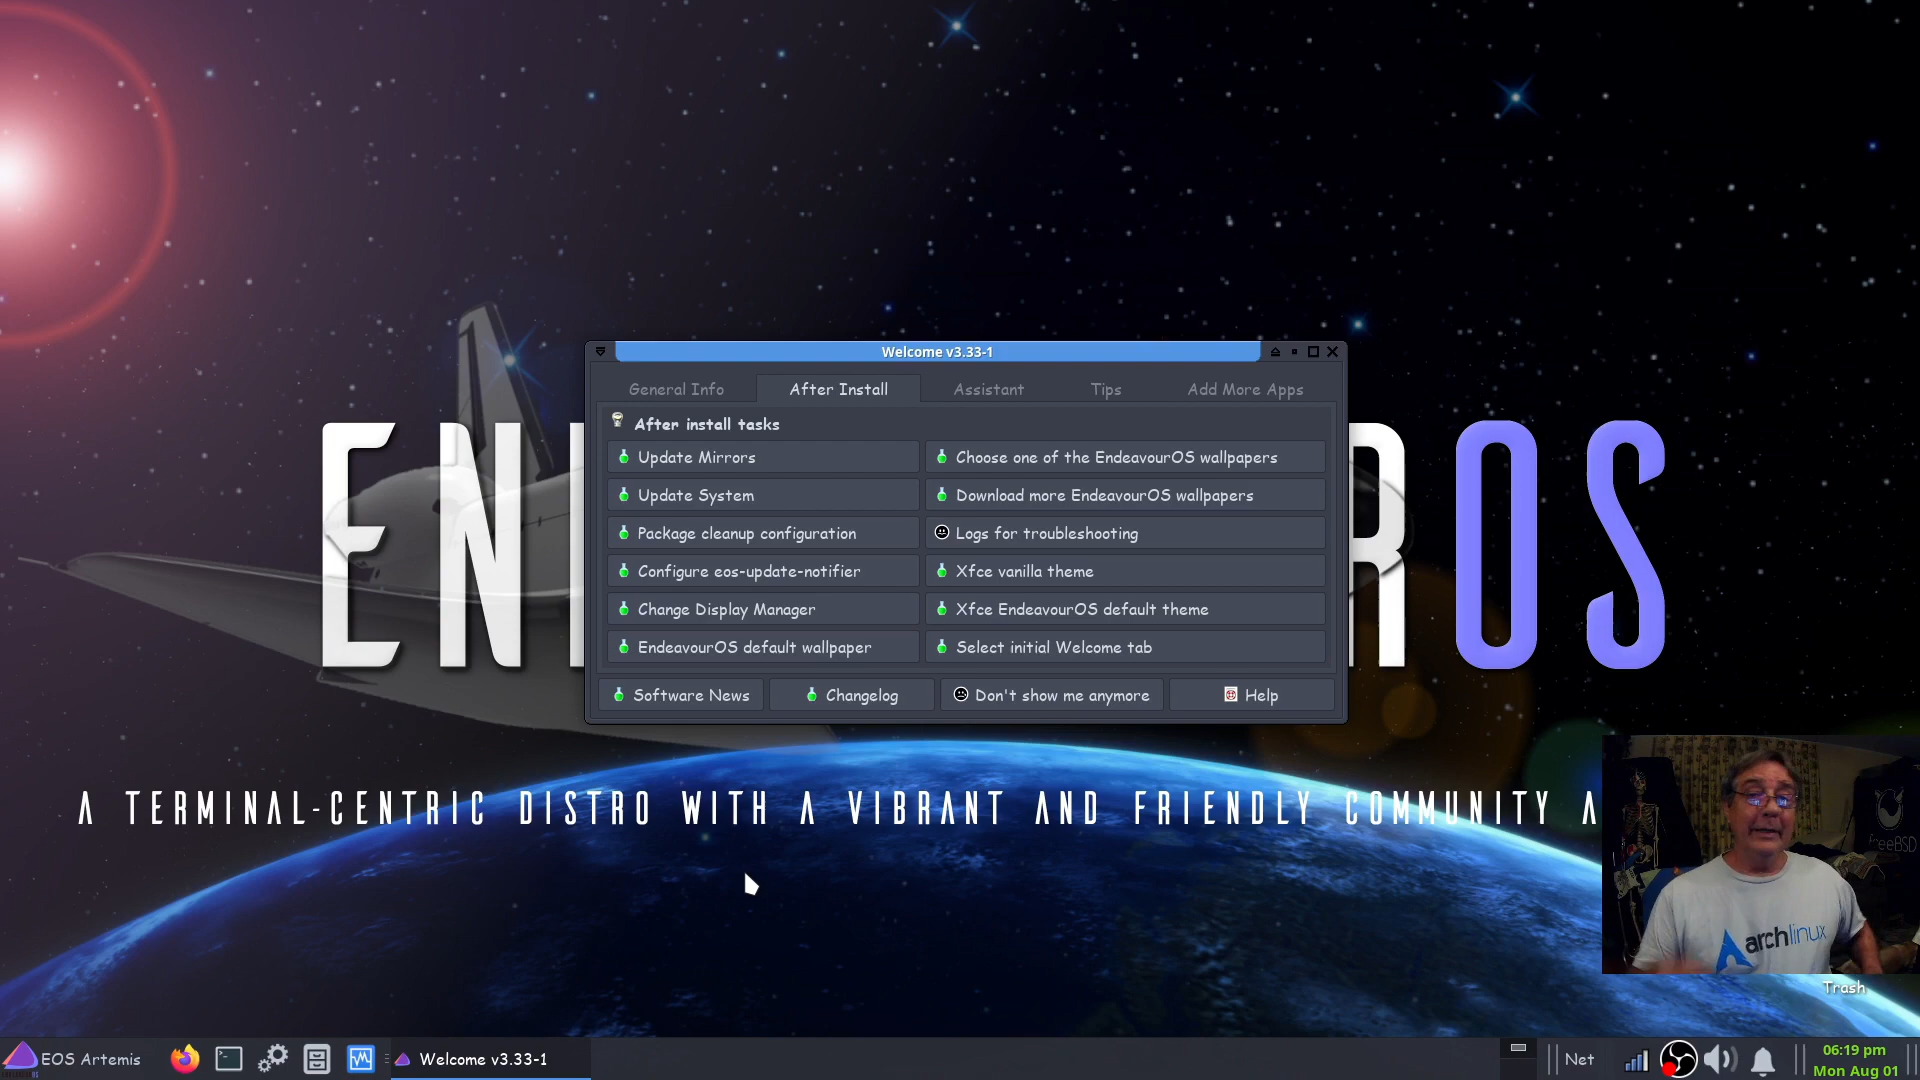 Welcome v3.33-1
General Info After Install Assistant Tips Add More Apps
After install tasks
Update Mirrors Choose one of the EndeavourOS wallpapers
Update System Download more EndeavourOS wallpapers
Package cleanup configuration Logs for troubleshooting
Configure eos-update-notifier Xfce vanilla theme
Change Display Manager Xfce EndeavourOS default theme
EndeavourOS default wallpaper Select initial Welcome tab
Software News Changelog Don't show me anymore Help
EN R OS
A TERMINAL-CENTRIC DISTRO WITH A VIBRANT AND FRIENDLY COMMUNITY A
freeBSD
archlinux
Trash
EOS Artemis Welcome v3.33-1 Net 06:19 pm
Mon Aug 01